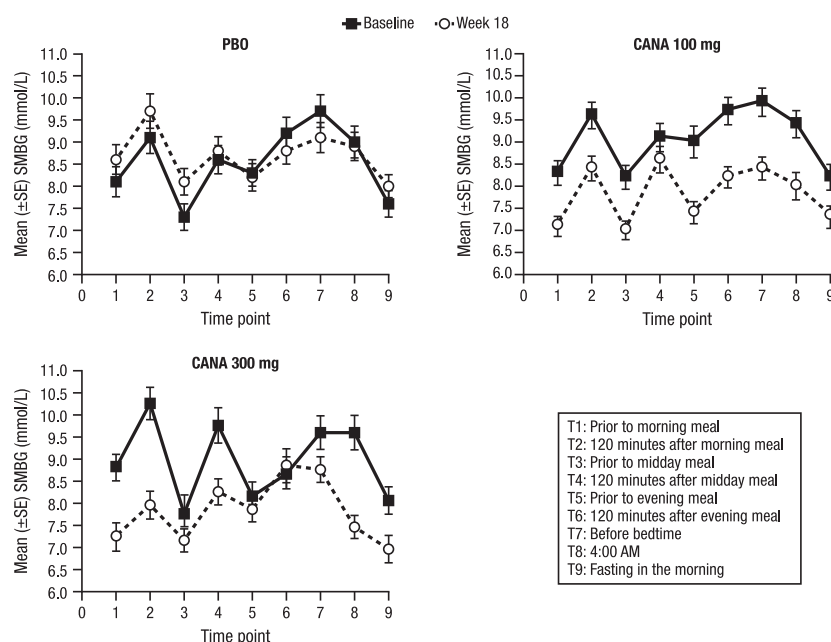 Baseline Week 18
PBO
Mean (±SE) SMBG (mmol/L)
11.0
10.5
10.0
9.5
9.0
8.5
8.0
7.5
7.0
6.5
6.0
0 1 2 3 4 5 6 7 8 9
Time point
CANA 100 mg
Mean (±SE) SMBG (mmol/L)
11.0
10.5
10.0
9.5
9.0
8.5
8.0
7.5
7.0
6.5
6.0
0 1 2 3 4 5 6 7 8 9
Time point
CANA 300 mg
Mean (±SE) SMBG (mmol/L)
11.0
10.5
10.0
9.5
9.0
8.5
8.0
7.5
7.0
6.5
6.0
0 1 2 3 4 5 6 7 8 9
Time point
T1: Prior to morning meal
T2: 120 minutes after morning meal
T3: Prior to midday meal
T4: 120 minutes after midday meal
T5: Prior to evening meal
T6: 120 minutes after evening meal
T7: Before bedtime
T8: 4:00 AM
T9: Fasting in the morning